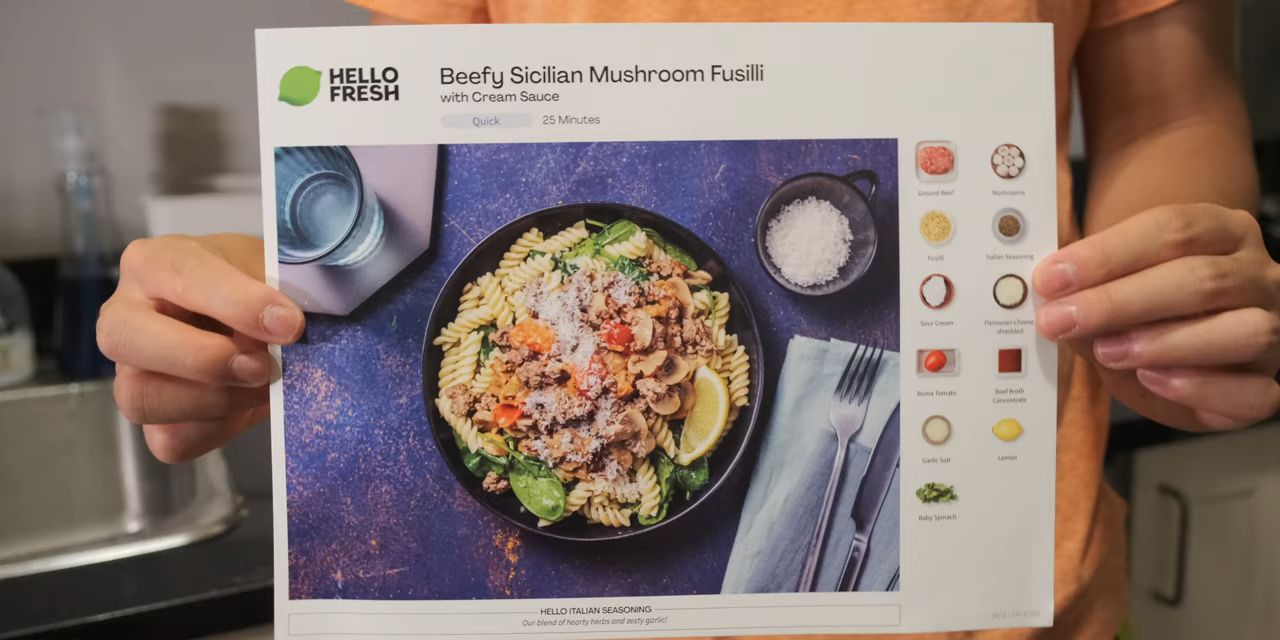 HELLO
FRESH
Beefy Sicilian Mushroom Fusilli
with Cream Sauce
Quick
25 Minutes
Ground Beef
Mushrooms
Fusilli
Italian Seasoning
Sour Cream
Parmesan Cheese,
shredded
Roma Tomato
Beef Broth
Concentrate
Garlic Salt
Lemon
Baby Spinach
HELLO ITALIAN SEASONING
Our blend of hearty herbs and zesty garlic!